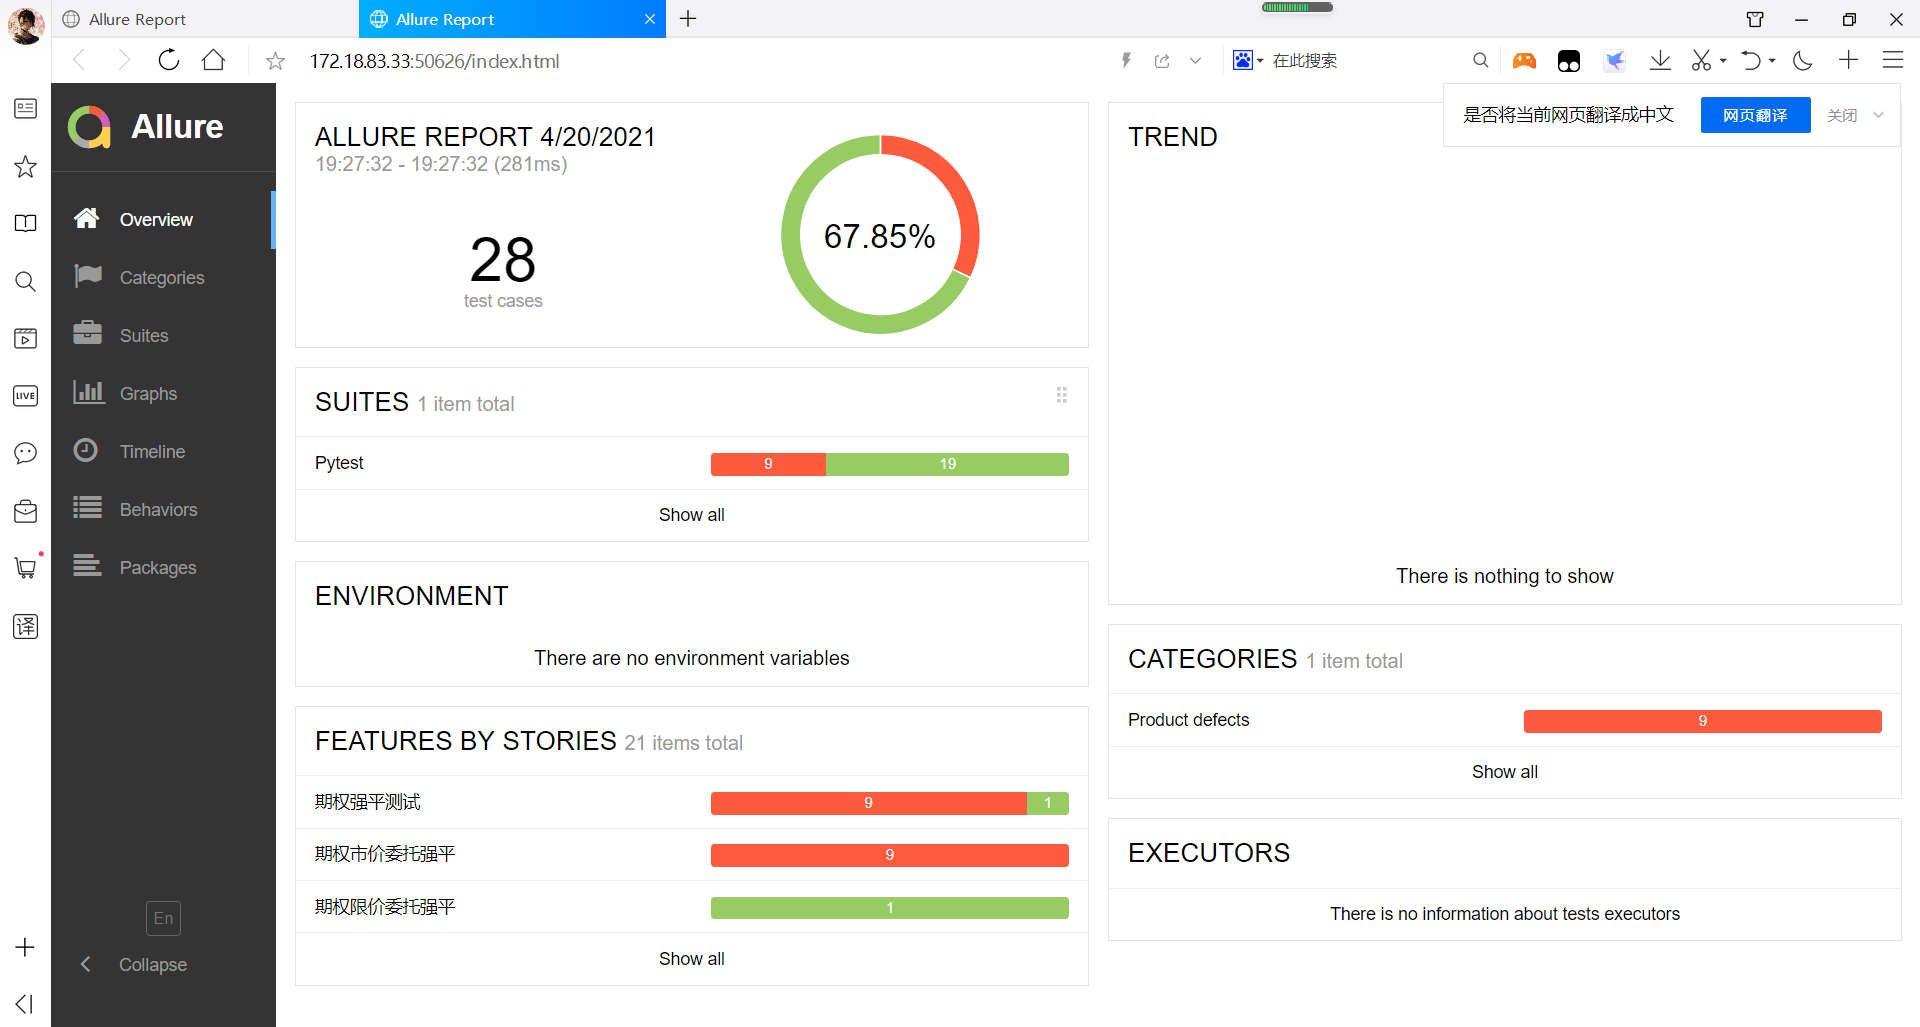 Allure Report
Allure Report
172.18.83.33:50626/index.html
在此搜索
是否将当前网页翻译成中文
网页翻译
关闭
LIVE
译
Allure
Overview
Categories
Suites
Graphs
Timeline
Behaviors
Packages
En
Collapse
ALLURE REPORT 4/20/2021
19:27:32 - 19:27:32 (281ms)
28
test cases
67.85%
SUITES 1 item total
Pytest
9
19
Show all
ENVIRONMENT
There are no environment variables
FEATURES BY STORIES 21 items total
期权强平测试
9
1
期权市价委托强平
9
期权限价委托强平
1
Show all
TREND
There is nothing to show
CATEGORIES 1 item total
Product defects
9
Show all
EXECUTORS
There is no information about tests executors